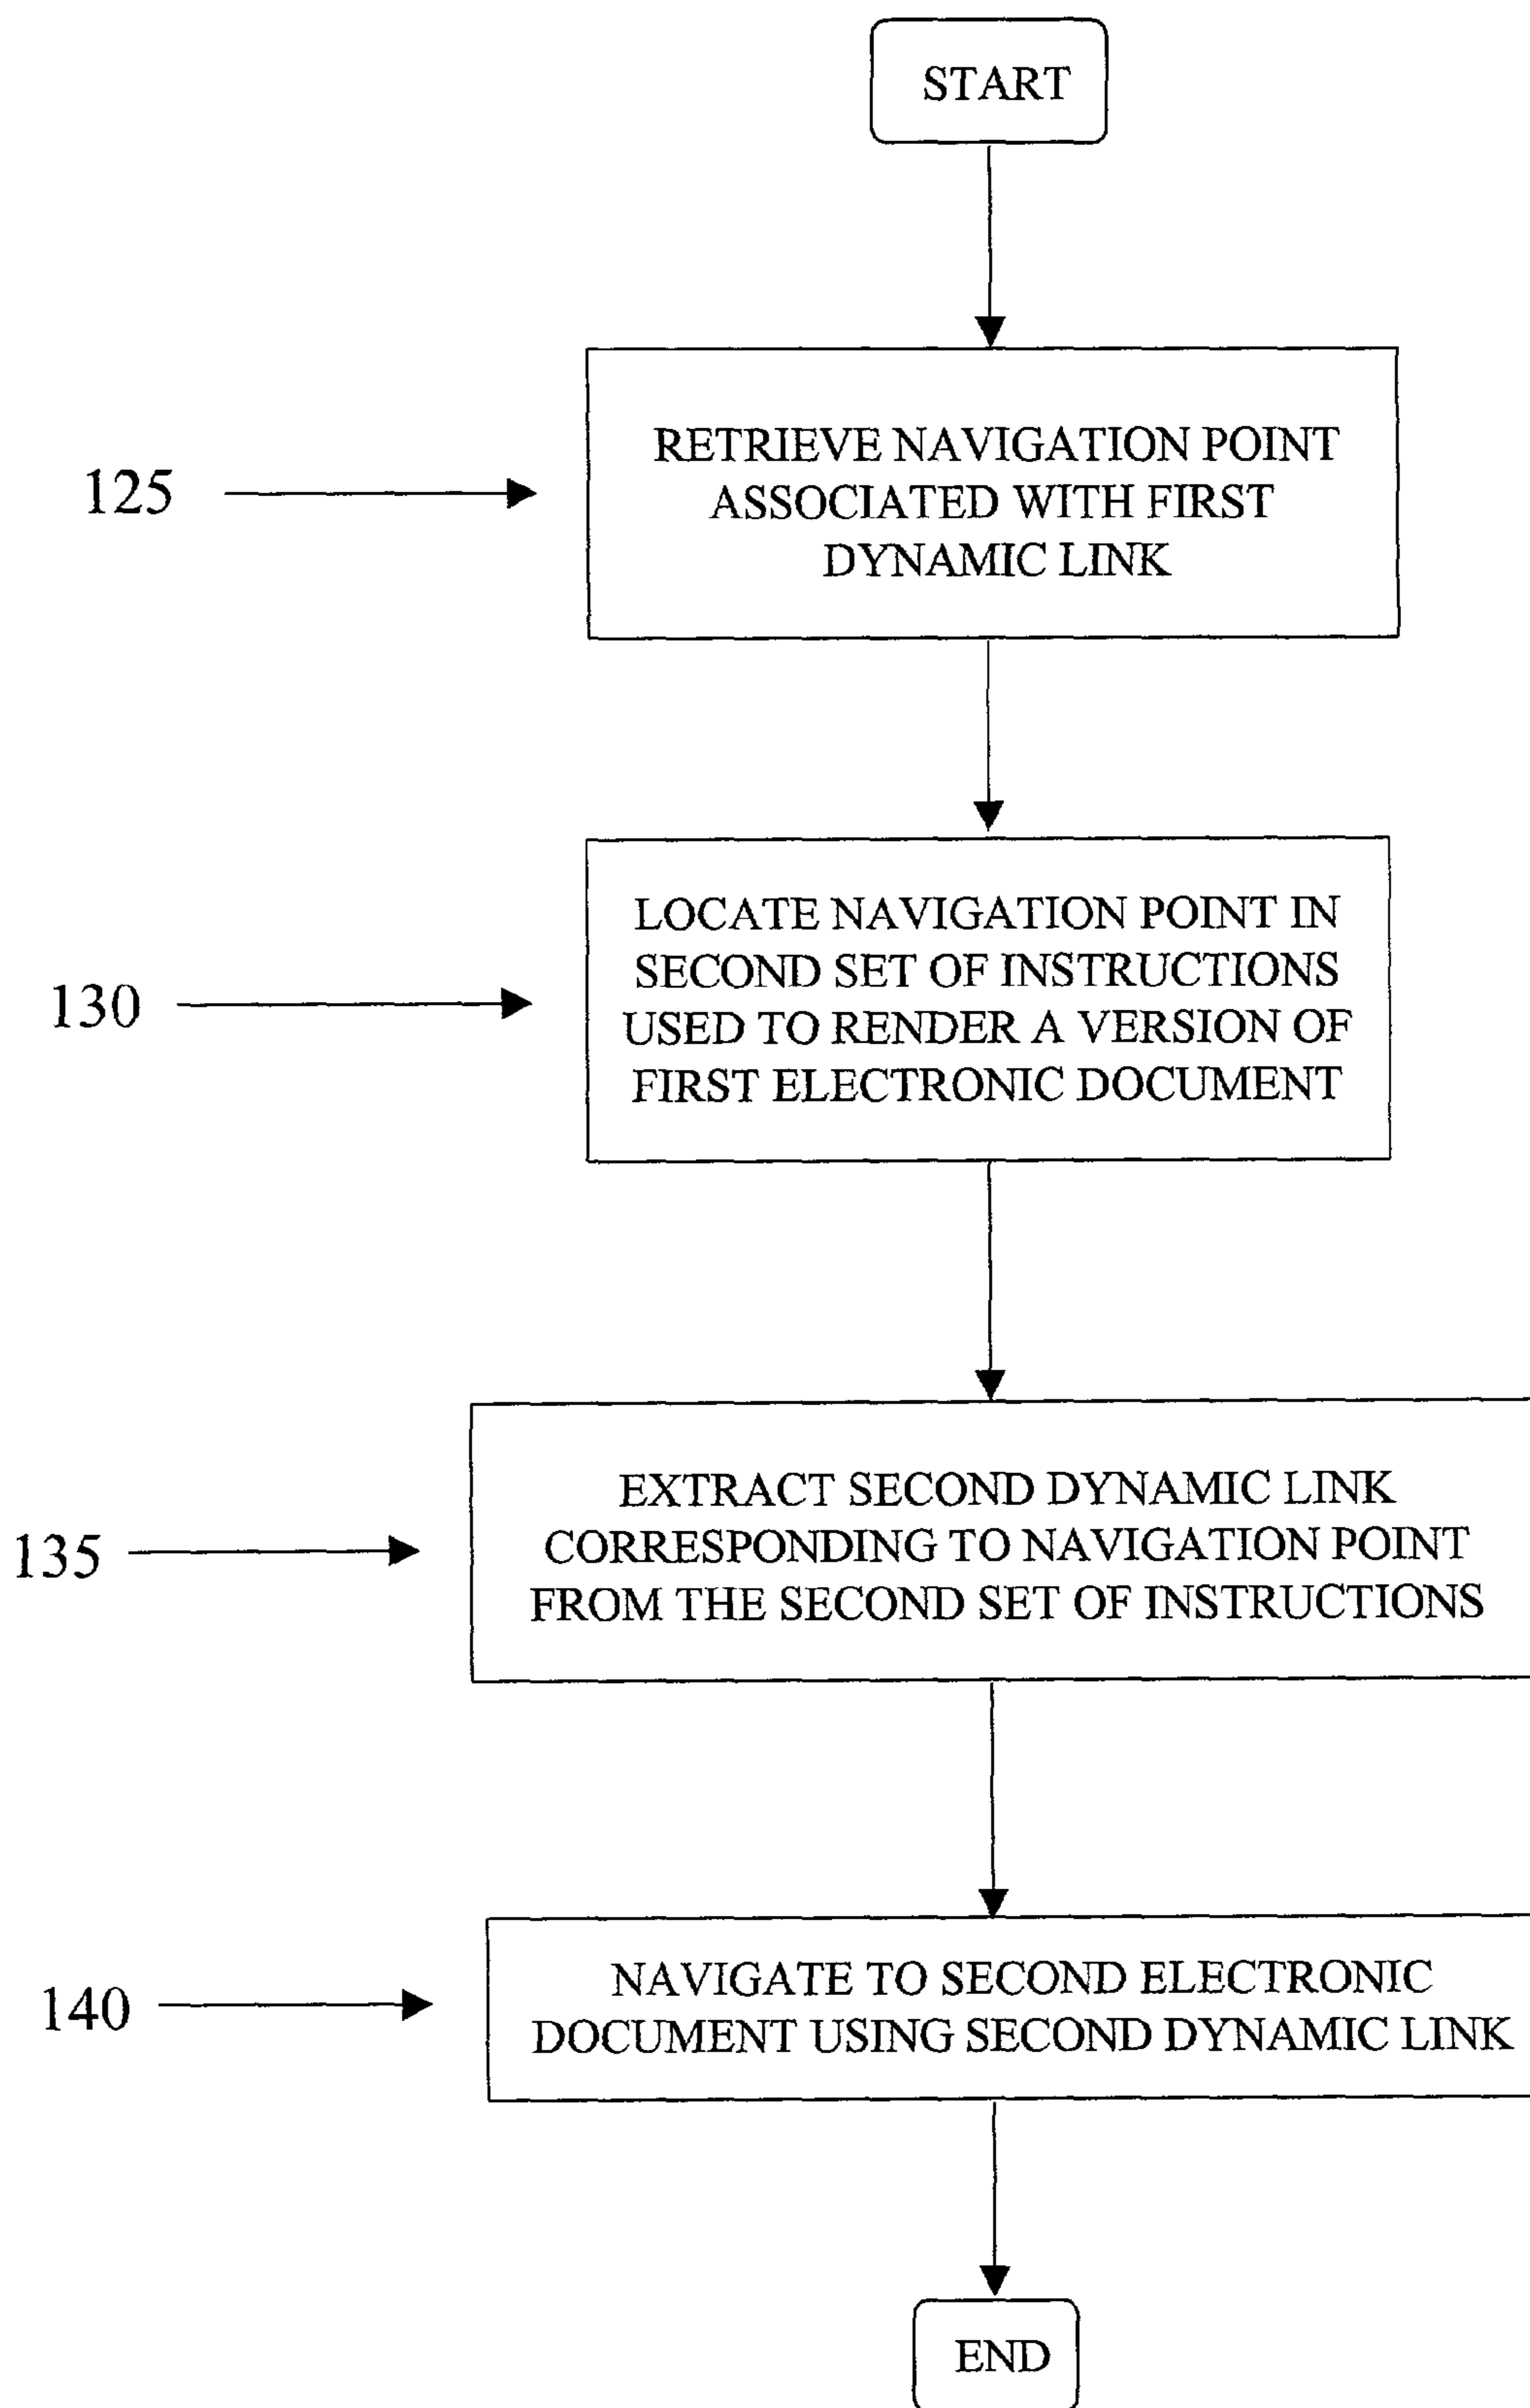 START
125
RETRIEVE NAVIGATION POINT
ASSOCIATED WITH FIRST
DYNAMIC LINK
130
LOCATE NAVIGATION POINT IN
SECOND SET OF INSTRUCTIONS
USED TO RENDER A VERSION OF
FIRST ELECTRONIC DOCUMENT
135
EXTRACT SECOND DYNAMIC LINK
CORRESPONDING TO NAVIGATION POINT
FROM THE SECOND SET OF INSTRUCTIONS
140
NAVIGATE TO SECOND ELECTRONIC
DOCUMENT USING SECOND DYNAMIC LINK
END